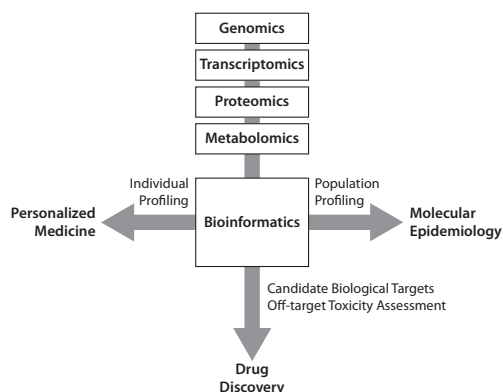 Genomics
Transcriptomics
Proteomics
Metabolomics
Individual
Profiling
Population
Profiling
Personalized
Medicine
Bioinformatics
Molecular
Epidemiology
Candidate Biological Targets
Off-target Toxicity Assessment
Drug
Discovery